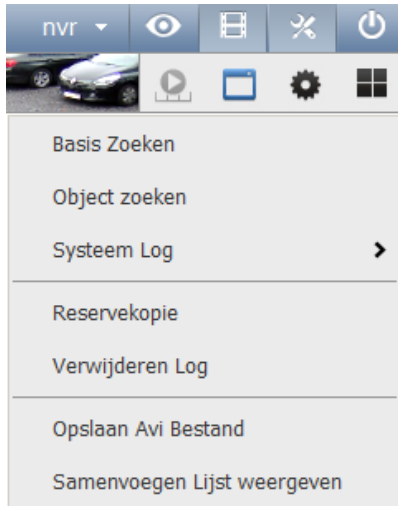 nvr
Basis Zoeken
Object zoeken
Systeem Log
Reservekopie
Verwijderen Log
Opslaan Avi Bestand
Samenvoegen Lijst weergeven